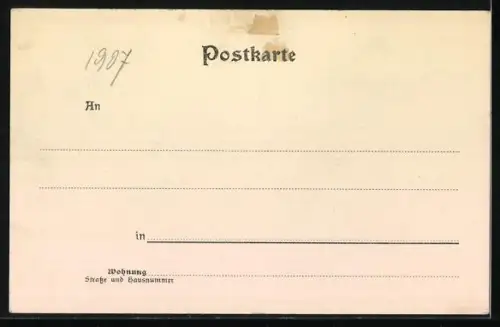 1987
Postkarte
An
in
Wohnung
Straße und Hausnummer